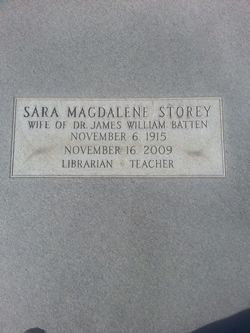 SARA MAGDALENE STOREY
WIFE OF DR. JAMES WILLIAM BATTEN
NOVEMBER 6, 1915
NOVEMBER 16, 2009
LIBRARIAN - TEACHER